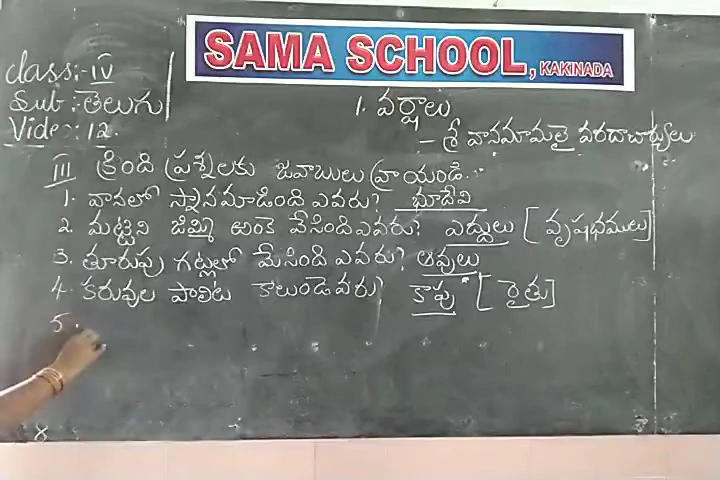 SAMA SCHOOL, KAKINADA
class:- IV
Sub:- తెలుగు
Video: 12.
1. వర్షాలు
- శ్రీ వానమామలై వరదాచార్యులు
III క్రింది ప్రశ్నలకు జవాబులు వ్రాయండి.
1. వానలో స్నానమాడింది ఎవరు? భూదేవి
2. మట్టిని జిమ్మి అంకె వేసింది ఎవరు? ఎద్దులు [వృషభములు]
3. తూరుపు గట్లలో మేసింది ఎవరు? ఆవులు
4. కరువుల పాలిట కాలుండెవరు? కాపు [రైతు]
5.